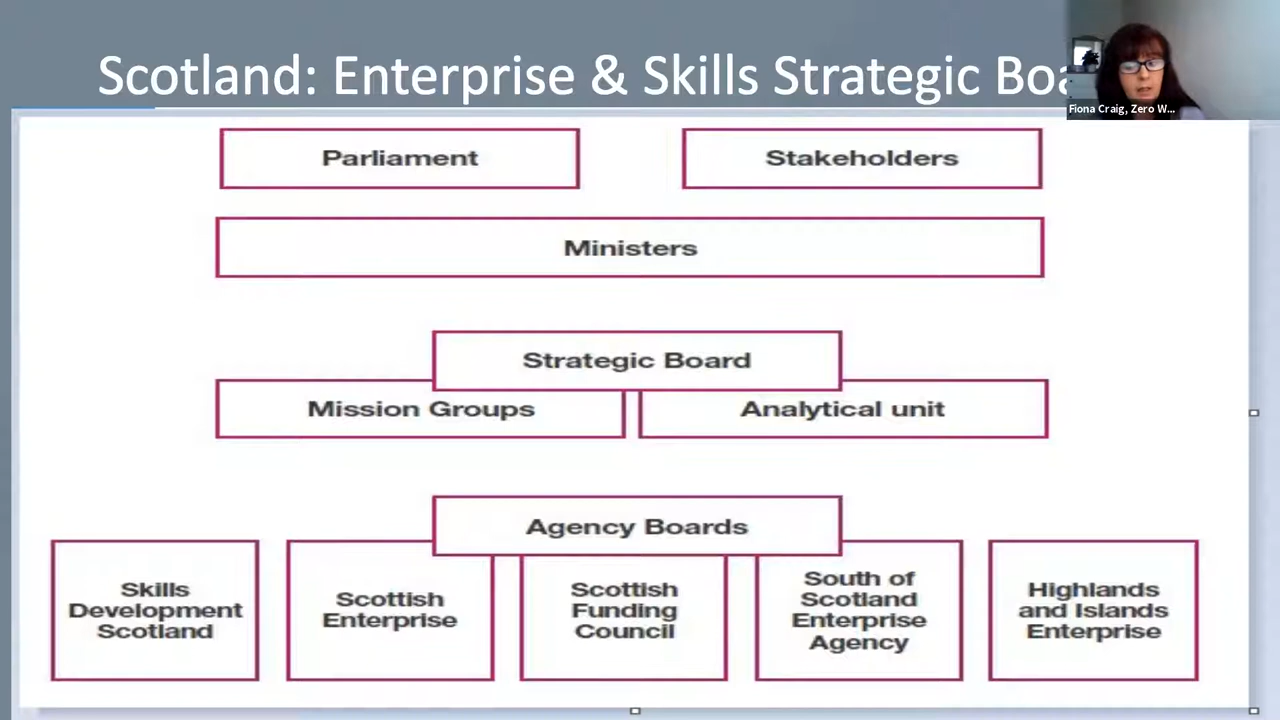 Scotland: Enterprise & Skills Strategic
Fiona Craig, Zero W...
Parliament
Stakeholders
Ministers
Strategic Board
Mission Groups
Analytical unit
Agency Boards
Skills
Development
Scotland
Scottish
Enterprise
Scottish
Funding
Council
South of
Scotland
Enterprise
Agency
Highlands
and Islands
Enterprise